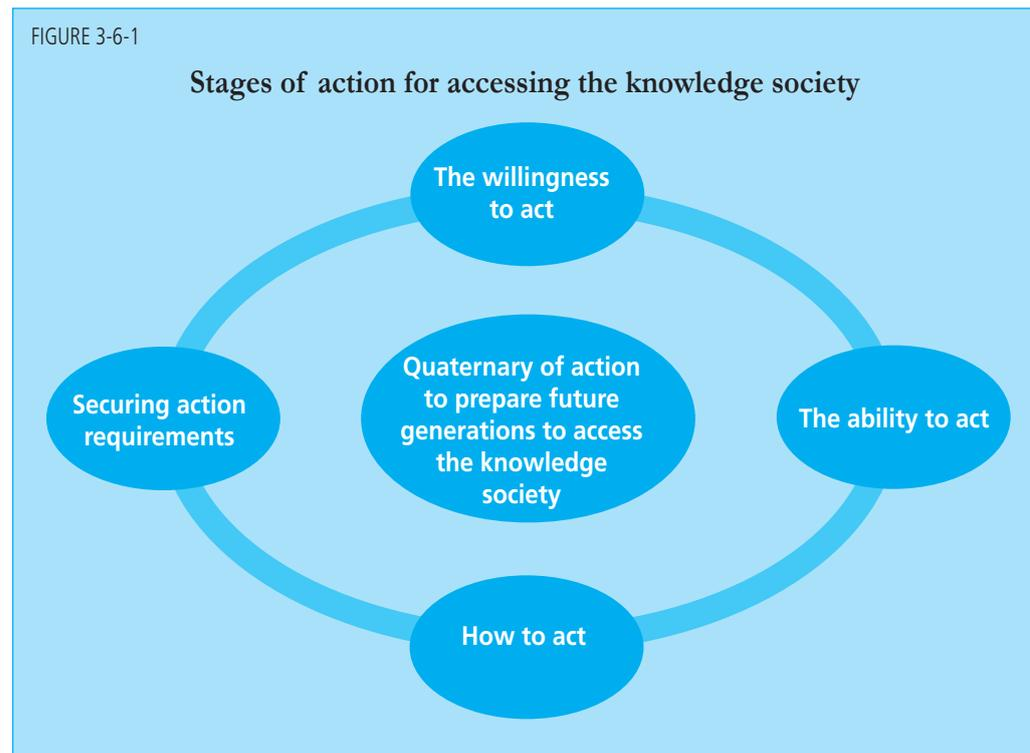 FIGURE 3-6-1
Stages of action for accessing the knowledge society
The willingness
to act
Securing action
requirements
Quaternary of action
to prepare future
generations to access
the knowledge
society
The ability to act
How to act